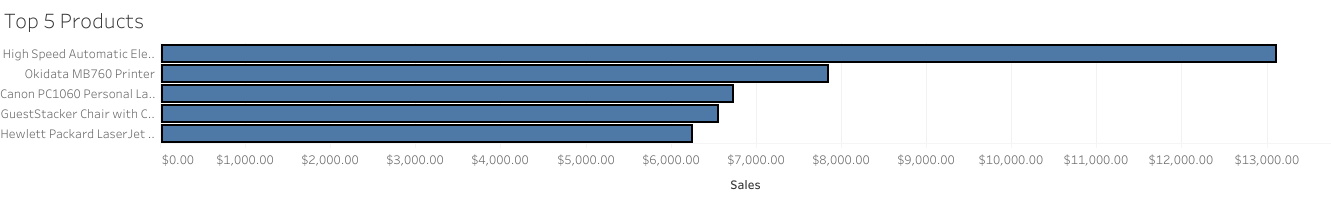 Top 5 Products
High Speed Automatic Ele..
Okidata MB760 Printer
Canon PC1060 Personal La..
GuestStacker Chair with C..
Hewlett Packard LaserJet ..
$0.00 $1,000.00 $2,000.00 $3,000.00 $4,000.00 $5,000.00 $6,000.00 $7,000.00 $8,000.00 $9,000.00 $10,000.00 $11,000.00 $12,000.00 $13,000.00
Sales